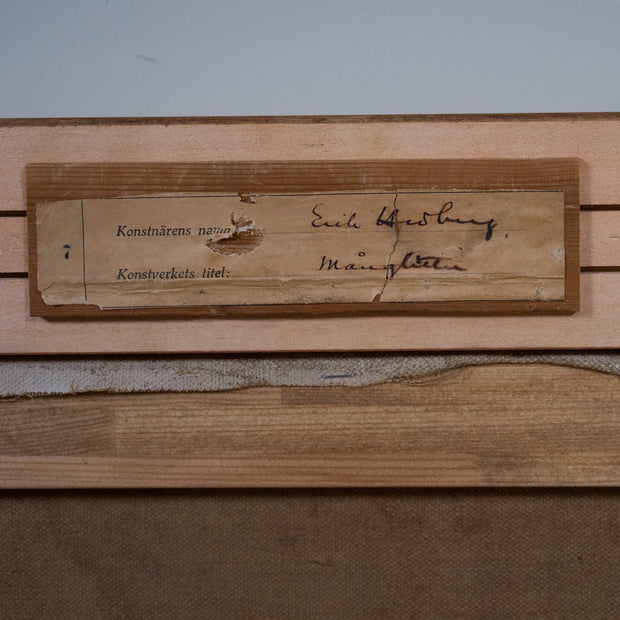 7
Konstnärens namn Erik Hedberg.
Konstverkets titel: